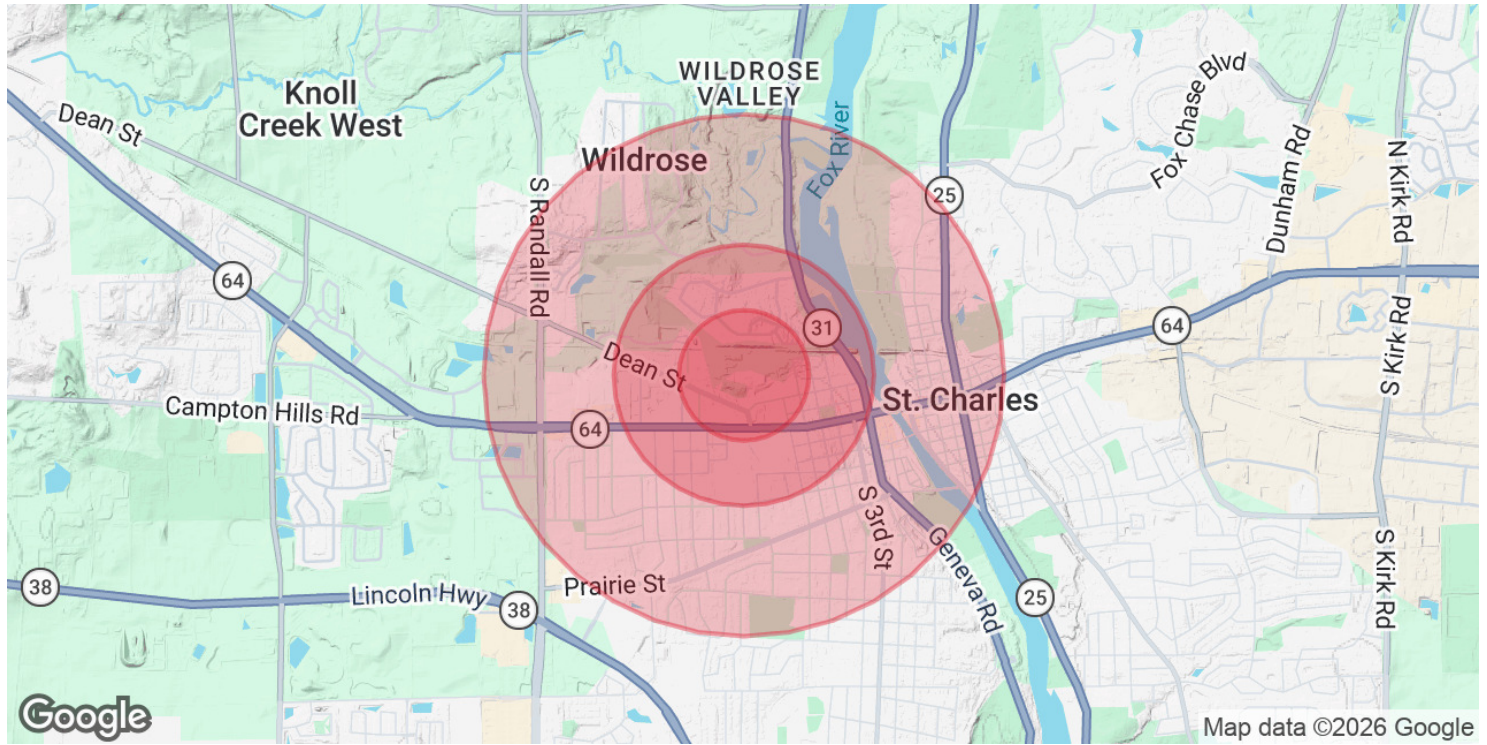 WILDROSE
VALLEY
Knoll
Creek West
Dean St
Fox Chase Blvd
Dunham Rd
N Kirk Rd
Wildrose
Fox River
S Randall Rd
25
64
31
64
S Kirk Rd
Dean St
St. Charles
Campton Hills Rd
64
S 3rd St
Geneva Rd
S Kirk Rd
38
Lincoln Hwy
38
Prairie St
25
Google
Map data ©2026 Google